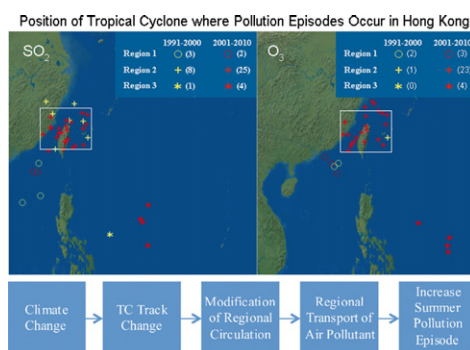 Position of Tropical Cyclone where Pollution Episodes Occur in Hong Kong
SO2
1991-2000 2001-2010
Region 1 (3) (2)
Region 2 (8) (25)
Region 3 (1) (4)
O3
1991-2000 2001-2010
Region 1 (2) (3)
Region 2 (1) (23)
Region 3 (0) (4)
Climate
Change
TC Track
Change
Modification
of Regional
Circulation
Regional
Transport of
Air Pollutant
Increase
Summer
Pollution
Episode